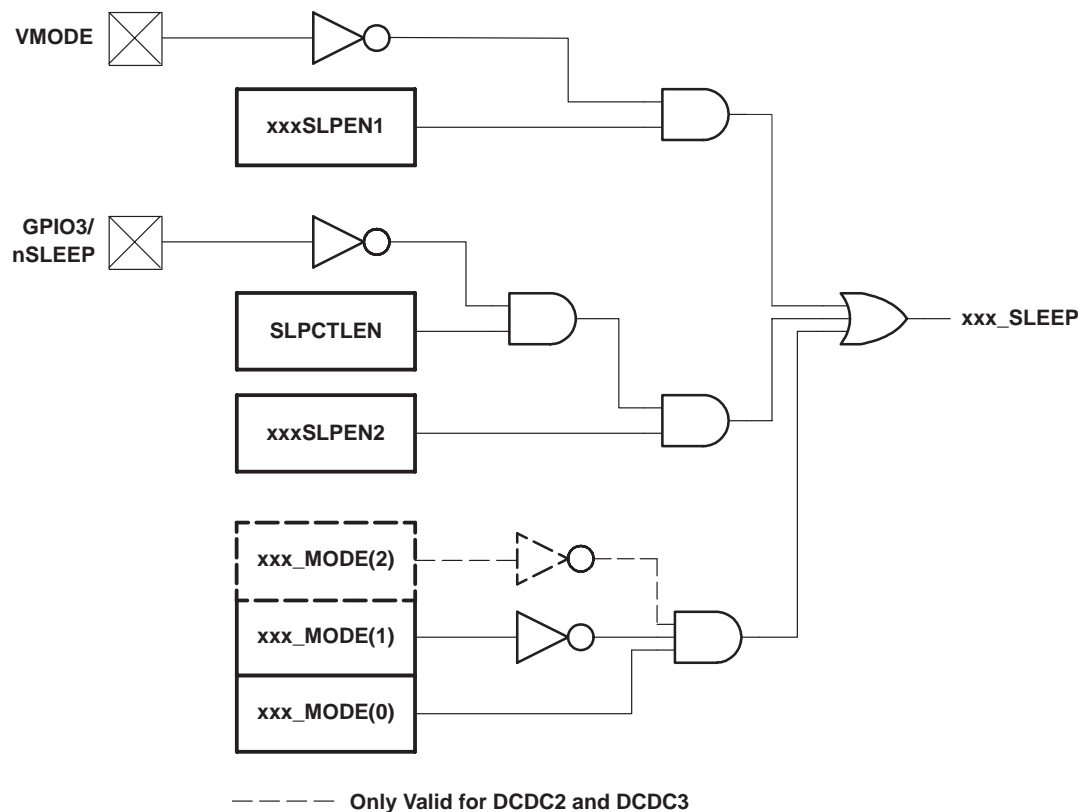 VMODE
xxxSLPEN1
GPIO3/
nSLEEP
SLPCTLEN
xxx_SLEEP
xxxSLPEN2
xxx_MODE(2)
xxx_MODE(1)
xxx_MODE(0)
Only Valid for DCDC2 and DCDC3